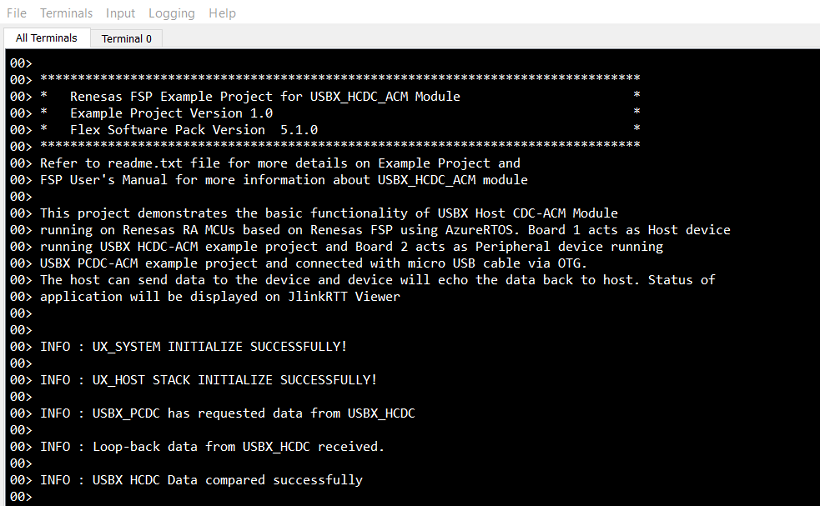 File Terminals Input Logging Help
All Terminals Terminal 0
00>
00> ********************************************************************************
00> *   Renesas FSP Example Project for USBX_HCDC_ACM Module                       *
00> *   Example Project Version 1.0                                                *
00> *   Flex Software Pack Version  5.1.0                                          *
00> ********************************************************************************
00> Refer to readme.txt file for more details on Example Project and
00> FSP User's Manual for more information about USBX_HCDC_ACM module
00>
00> This project demonstrates the basic functionality of USBX Host CDC-ACM Module
00> running on Renesas RA MCUs based on Renesas FSP using AzureRTOS. Board 1 acts as Host device
00> running USBX HCDC-ACM example project and Board 2 acts as Peripheral device running
00> USBX PCDC-ACM example project and connected with micro USB cable via OTG.
00> The host can send data to the device and device will echo the data back to host. Status of
00> application will be displayed on JlinkRTT Viewer
00>
00>
00> INFO : UX_SYSTEM INITIALIZE SUCCESSFULLY!
00>
00> INFO : UX_HOST STACK INITIALIZE SUCCESSFULLY!
00>
00> INFO : USBX_PCDC has requested data from USBX_HCDC
00>
00> INFO : Loop-back data from USBX_HCDC received.
00>
00> INFO : USBX HCDC Data compared successfully
00>